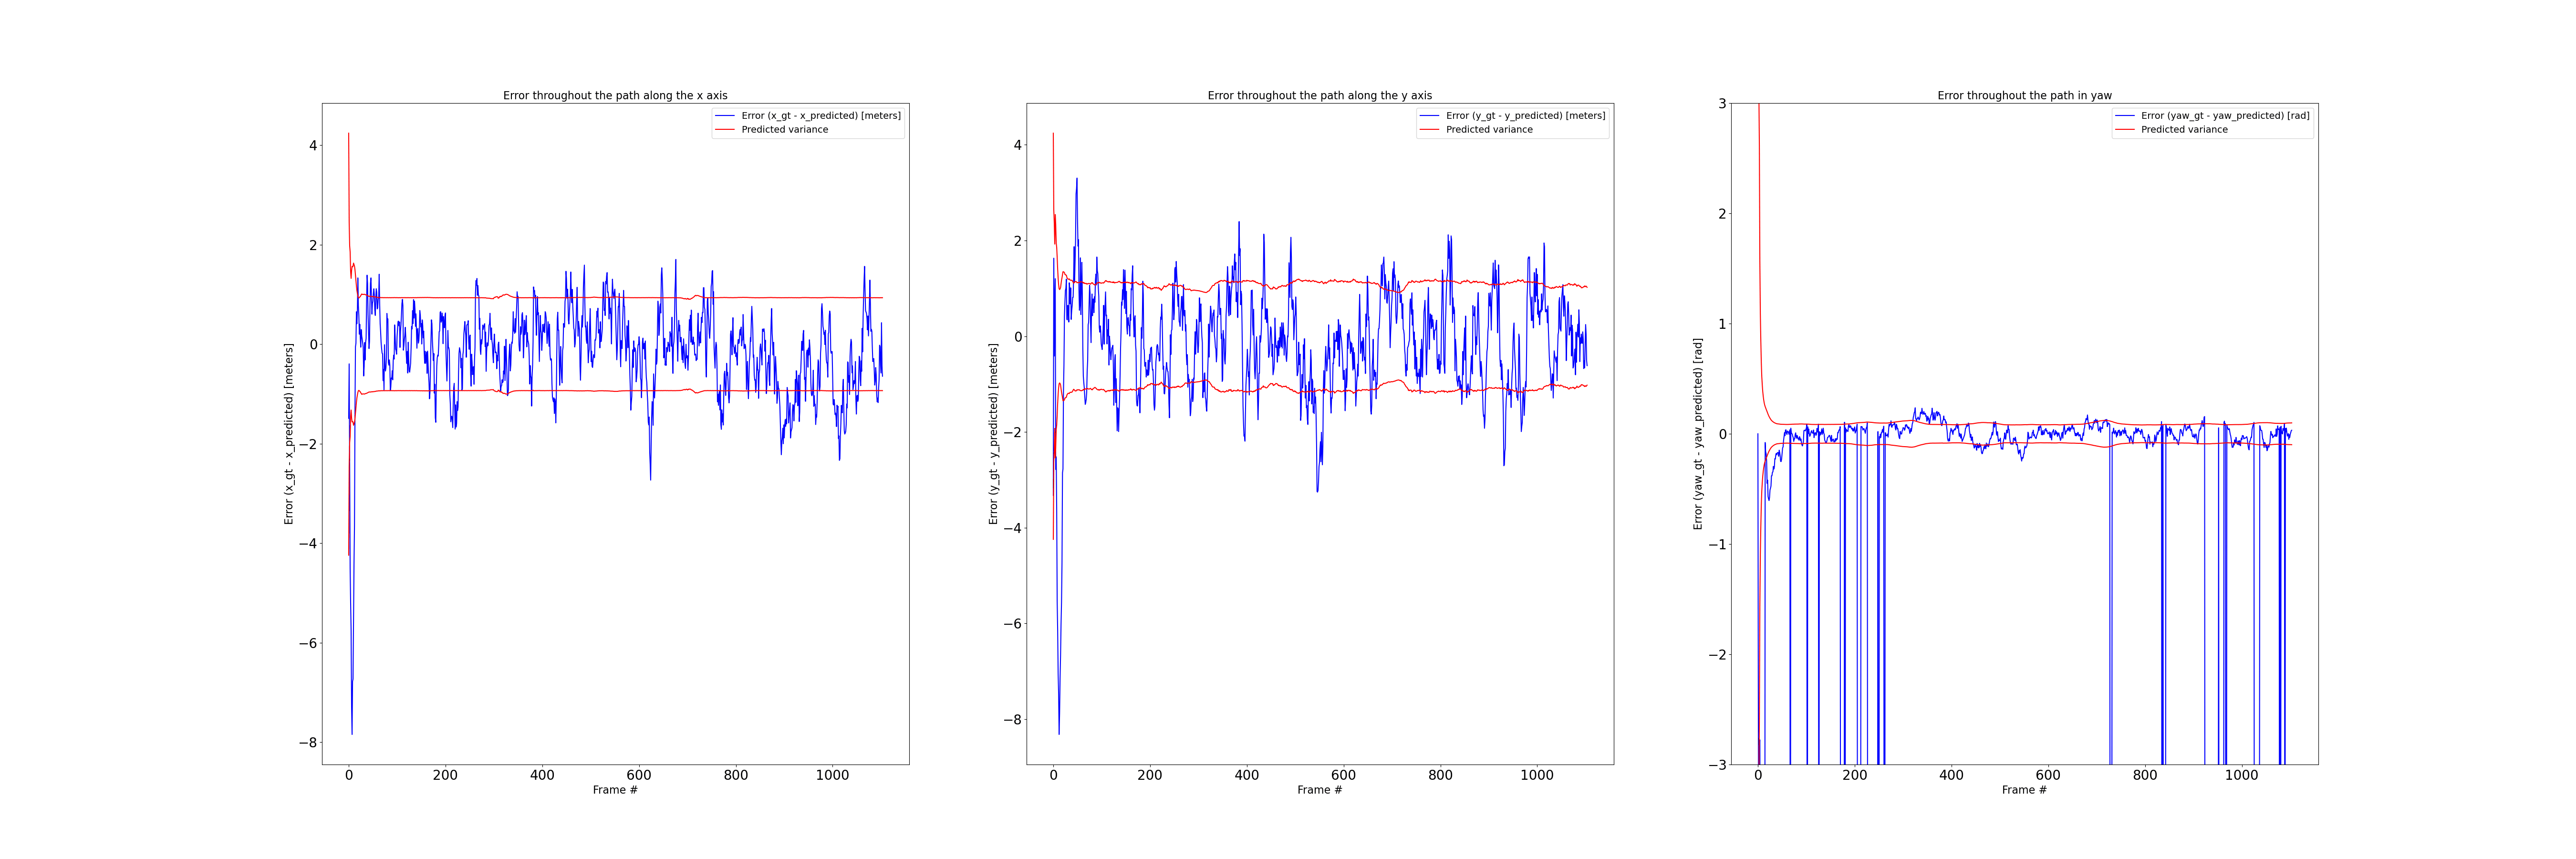 Error throughout the path along the x axis
Error (x_gt - x_predicted) [meters]
Predicted variance
4
2
0
−2
−4
−6
−8
Error (x_gt - x_predicted) [meters]
0 200 400 600 800 1000
Frame #
Error throughout the path along the y axis
Error (y_gt - y_predicted) [meters]
Predicted variance
4
2
0
−2
−4
−6
−8
Error (y_gt - y_predicted) [meters]
0 200 400 600 800 1000
Frame #
Error throughout the path in yaw
Error (yaw_gt - yaw_predicted) [rad]
Predicted variance
3
2
1
0
−1
−2
−3
Error (yaw_gt - yaw_predicted) [rad]
0 200 400 600 800 1000
Frame #